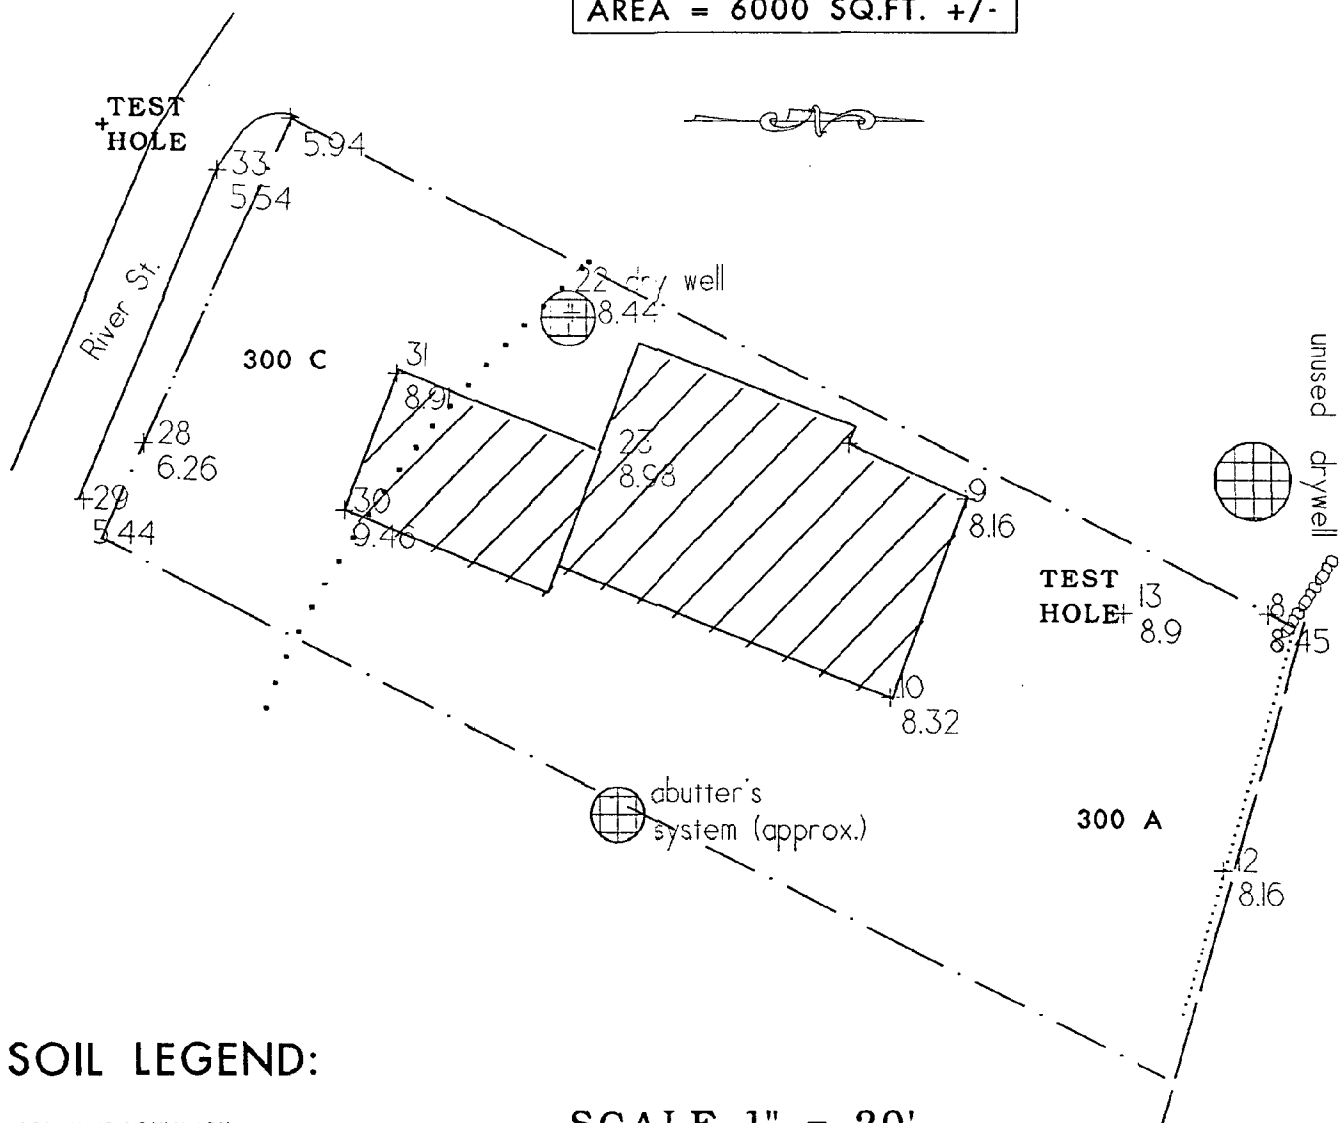 AREA = 6000 SQ.FT. +/-
TEST
HOLE
5.94
33
5.54
River St.
22 dry well
8.44
300 C
31
8.91
28
6.26
23
8.98
29
5.44
30
9.46
9
8.16
unused drywell
TEST
HOLE
13
8.9
8
8.45
10
8.32
abutter's
system (approx.)
300 A
12
8.16
SOIL LEGEND:
SCALE 1" = 20'